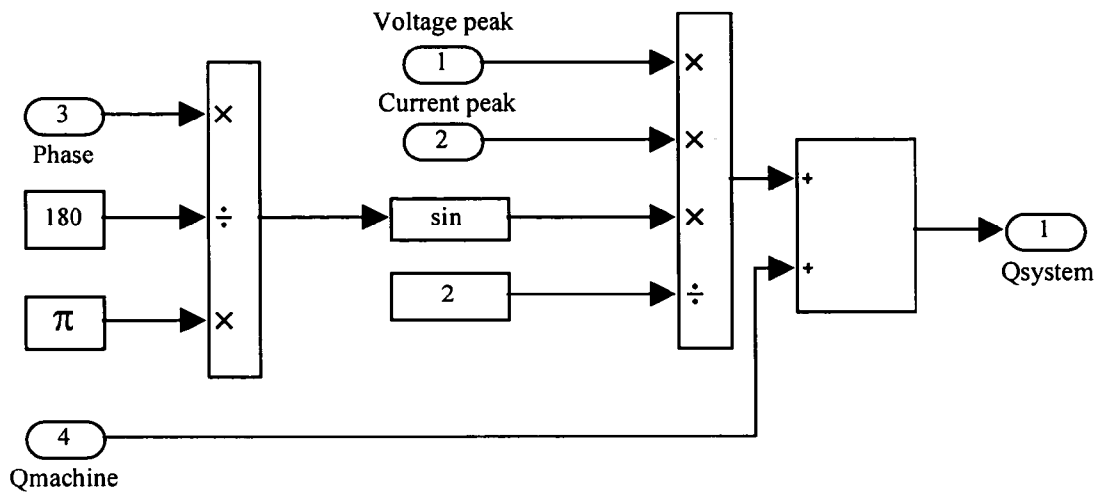 Voltage peak
1
×
3
×
Current peak
2
×
Phase
180
÷
sin
×
+
1
Qsystem
2
÷
+
π
×
4
Qmachine